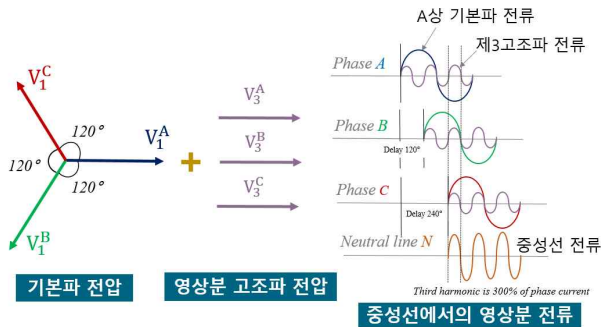 A상 기본파 전류
제3고조파 전류
V₁ᶜ
120°
V₁ᴬ
120°
120°
V₁ᴮ
기본파 전압
V₃ᴬ
V₃ᴮ
V₃ᶜ
영상분 고조파 전압
Phase A
Phase B
Delay 120°
Phase C
Delay 240°
Neutral line N
중성선 전류
Third harmonic is 300% of phase current
중성선에서의 영상분 전류